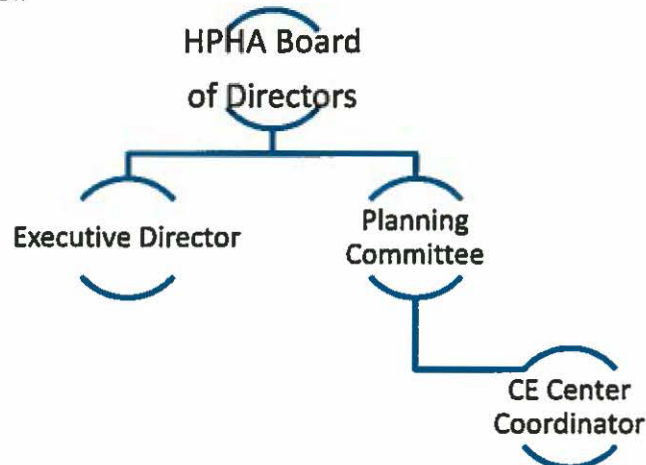 HPHA Board
of Directors
Executive Director
Planning
Committee
CE Center
Coordinator